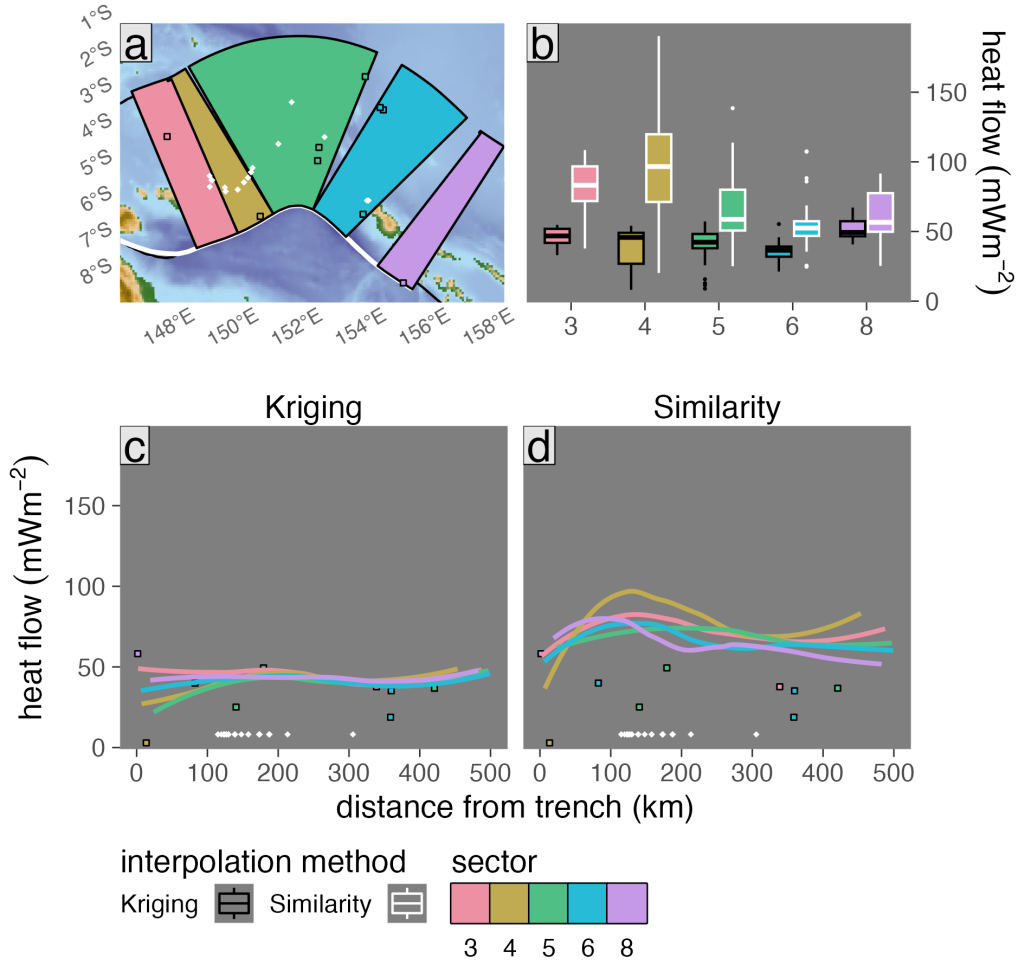 a
1°S
2°S
3°S
4°S
5°S
6°S
7°S
8°S
148°E 150°E 152°E 154°E 156°E 158°E
b
150
100
50
0
heat flow (mWm⁻²)
3 4 5 6 8
Kriging Similarity
c
d
heat flow (mWm⁻²)
150
100
50
0
0 100 200 300 400 500 0 100 200 300 400 500
distance from trench (km)
interpolation method sector
Kriging Similarity
3 4 5 6 8